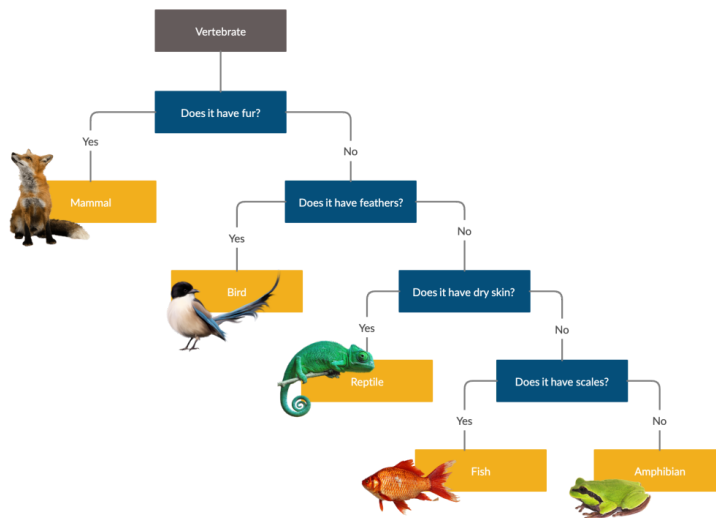 Vertebrate
Does it have fur?
Yes
No
Mammal
Does it have feathers?
Yes
No
Bird
Does it have dry skin?
Yes
No
Reptile
Does it have scales?
Yes
No
Fish
Amphibian